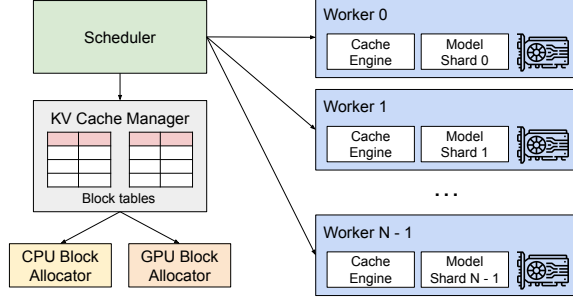 Scheduler
KV Cache Manager
Block tables
CPU Block
Allocator
GPU Block
Allocator
Worker 0
Cache
Engine
Model
Shard 0
Worker 1
Cache
Engine
Model
Shard 1
...
Worker N - 1
Cache
Engine
Model
Shard N - 1